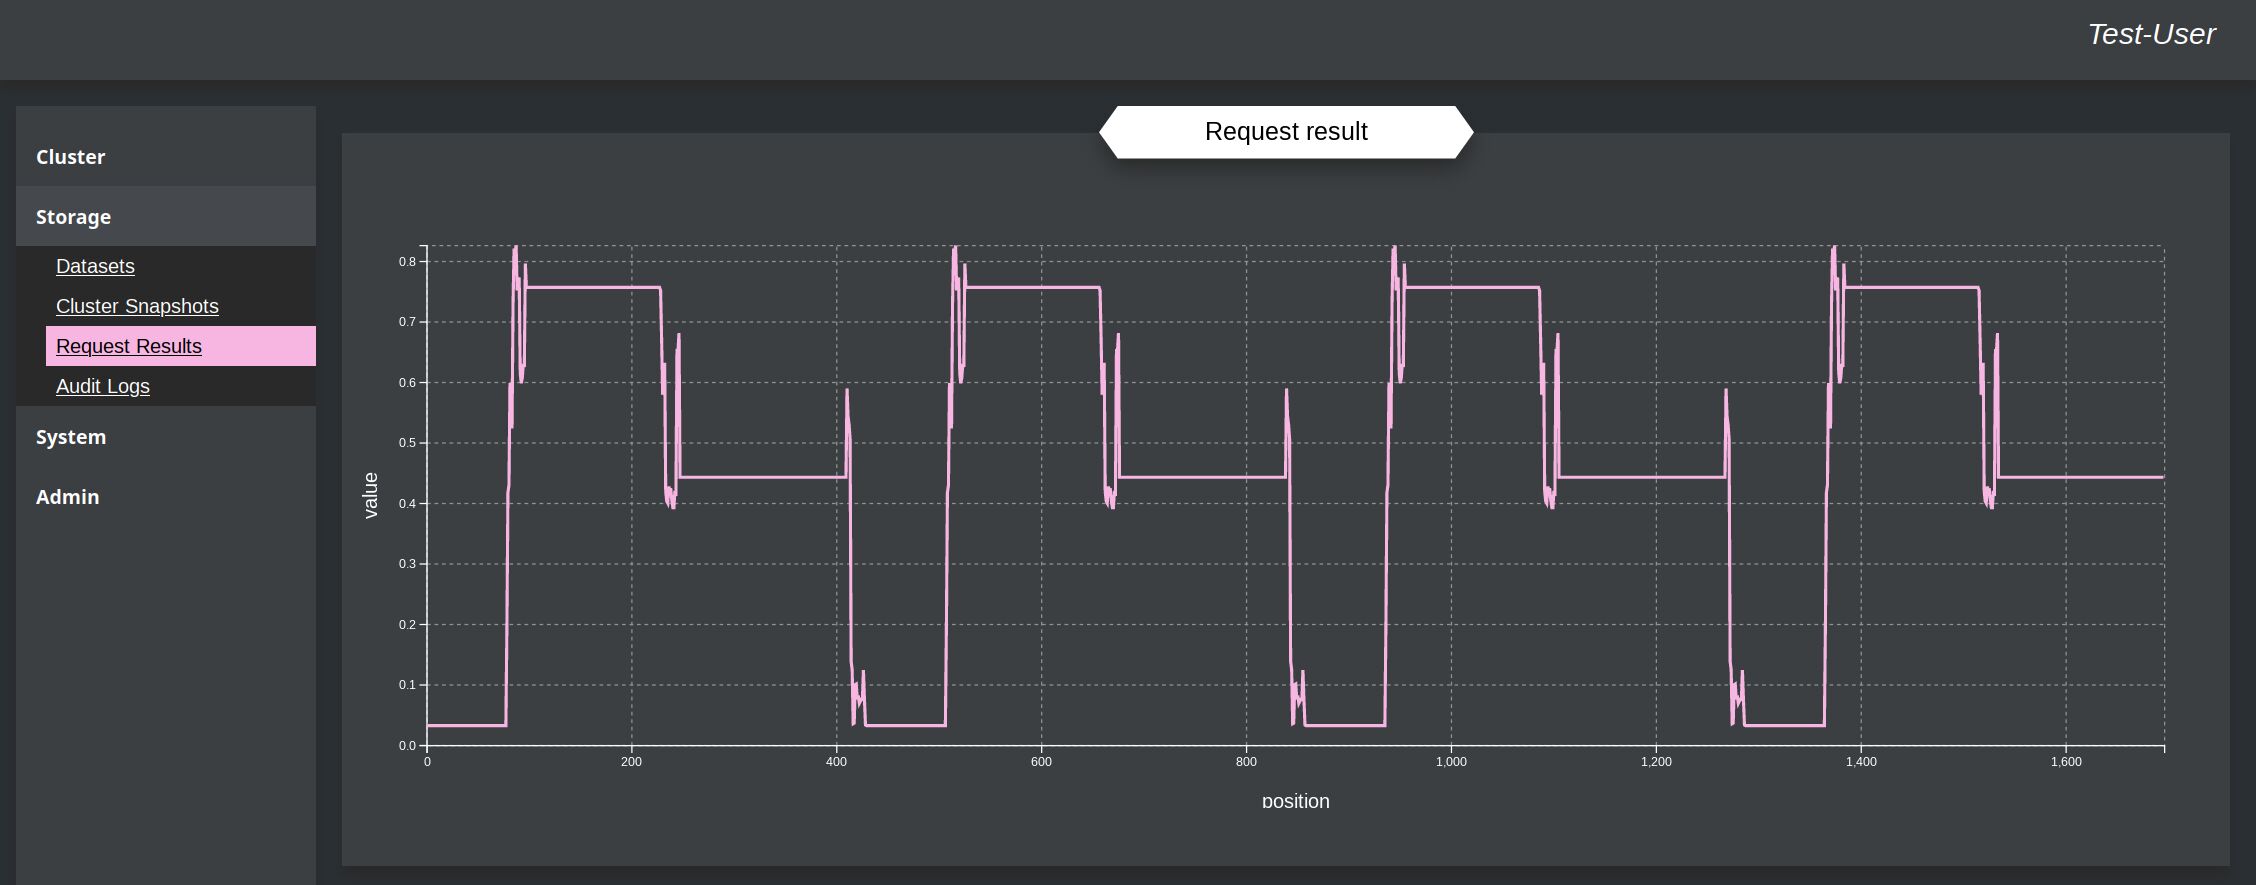 Test-User
Request result
Cluster
Storage
Datasets
Cluster Snapshots
Request Results
Audit Logs
System
Admin
value
0.8
0.7
0.6
0.5
0.4
0.3
0.2
0.1
0.0
0 200 400 600 800 1,000 1,200 1,400 1,600
position